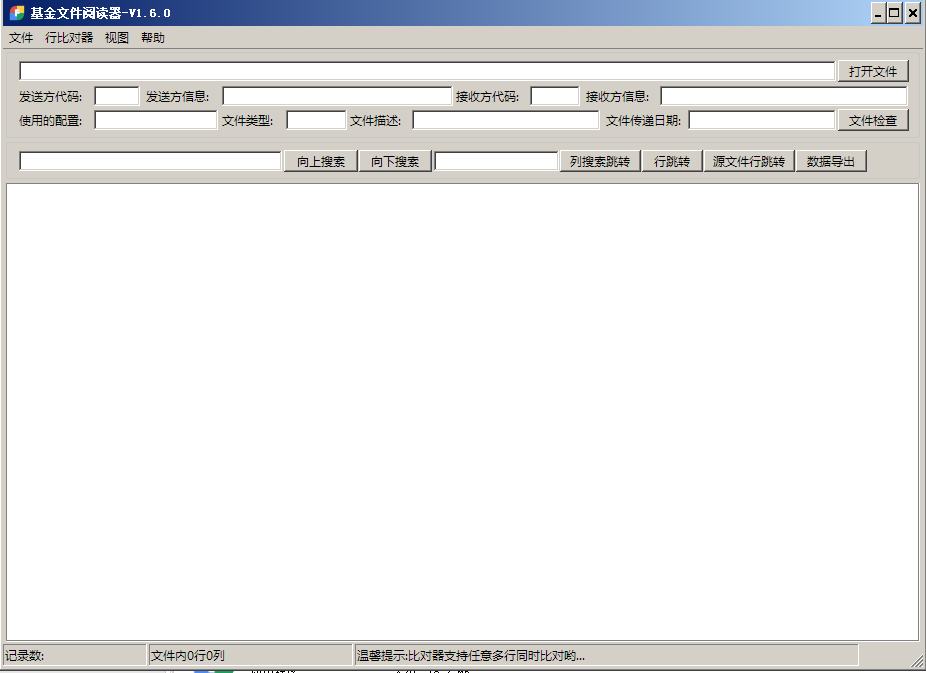 基金文件阅读器-V1.6.0
文件 行比对器 视图 帮助
打开文件
发送方代码: 发送方信息: 接收方代码: 接收方信息:
使用的配置: 文件类型: 文件描述: 文件传递日期: 文件检查
向上搜索 向下搜索 列搜索跳转 行跳转 源文件行跳转 数据导出
记录数: 文件内0行0列 温馨提示:比对器支持任意多行同时比对哟...